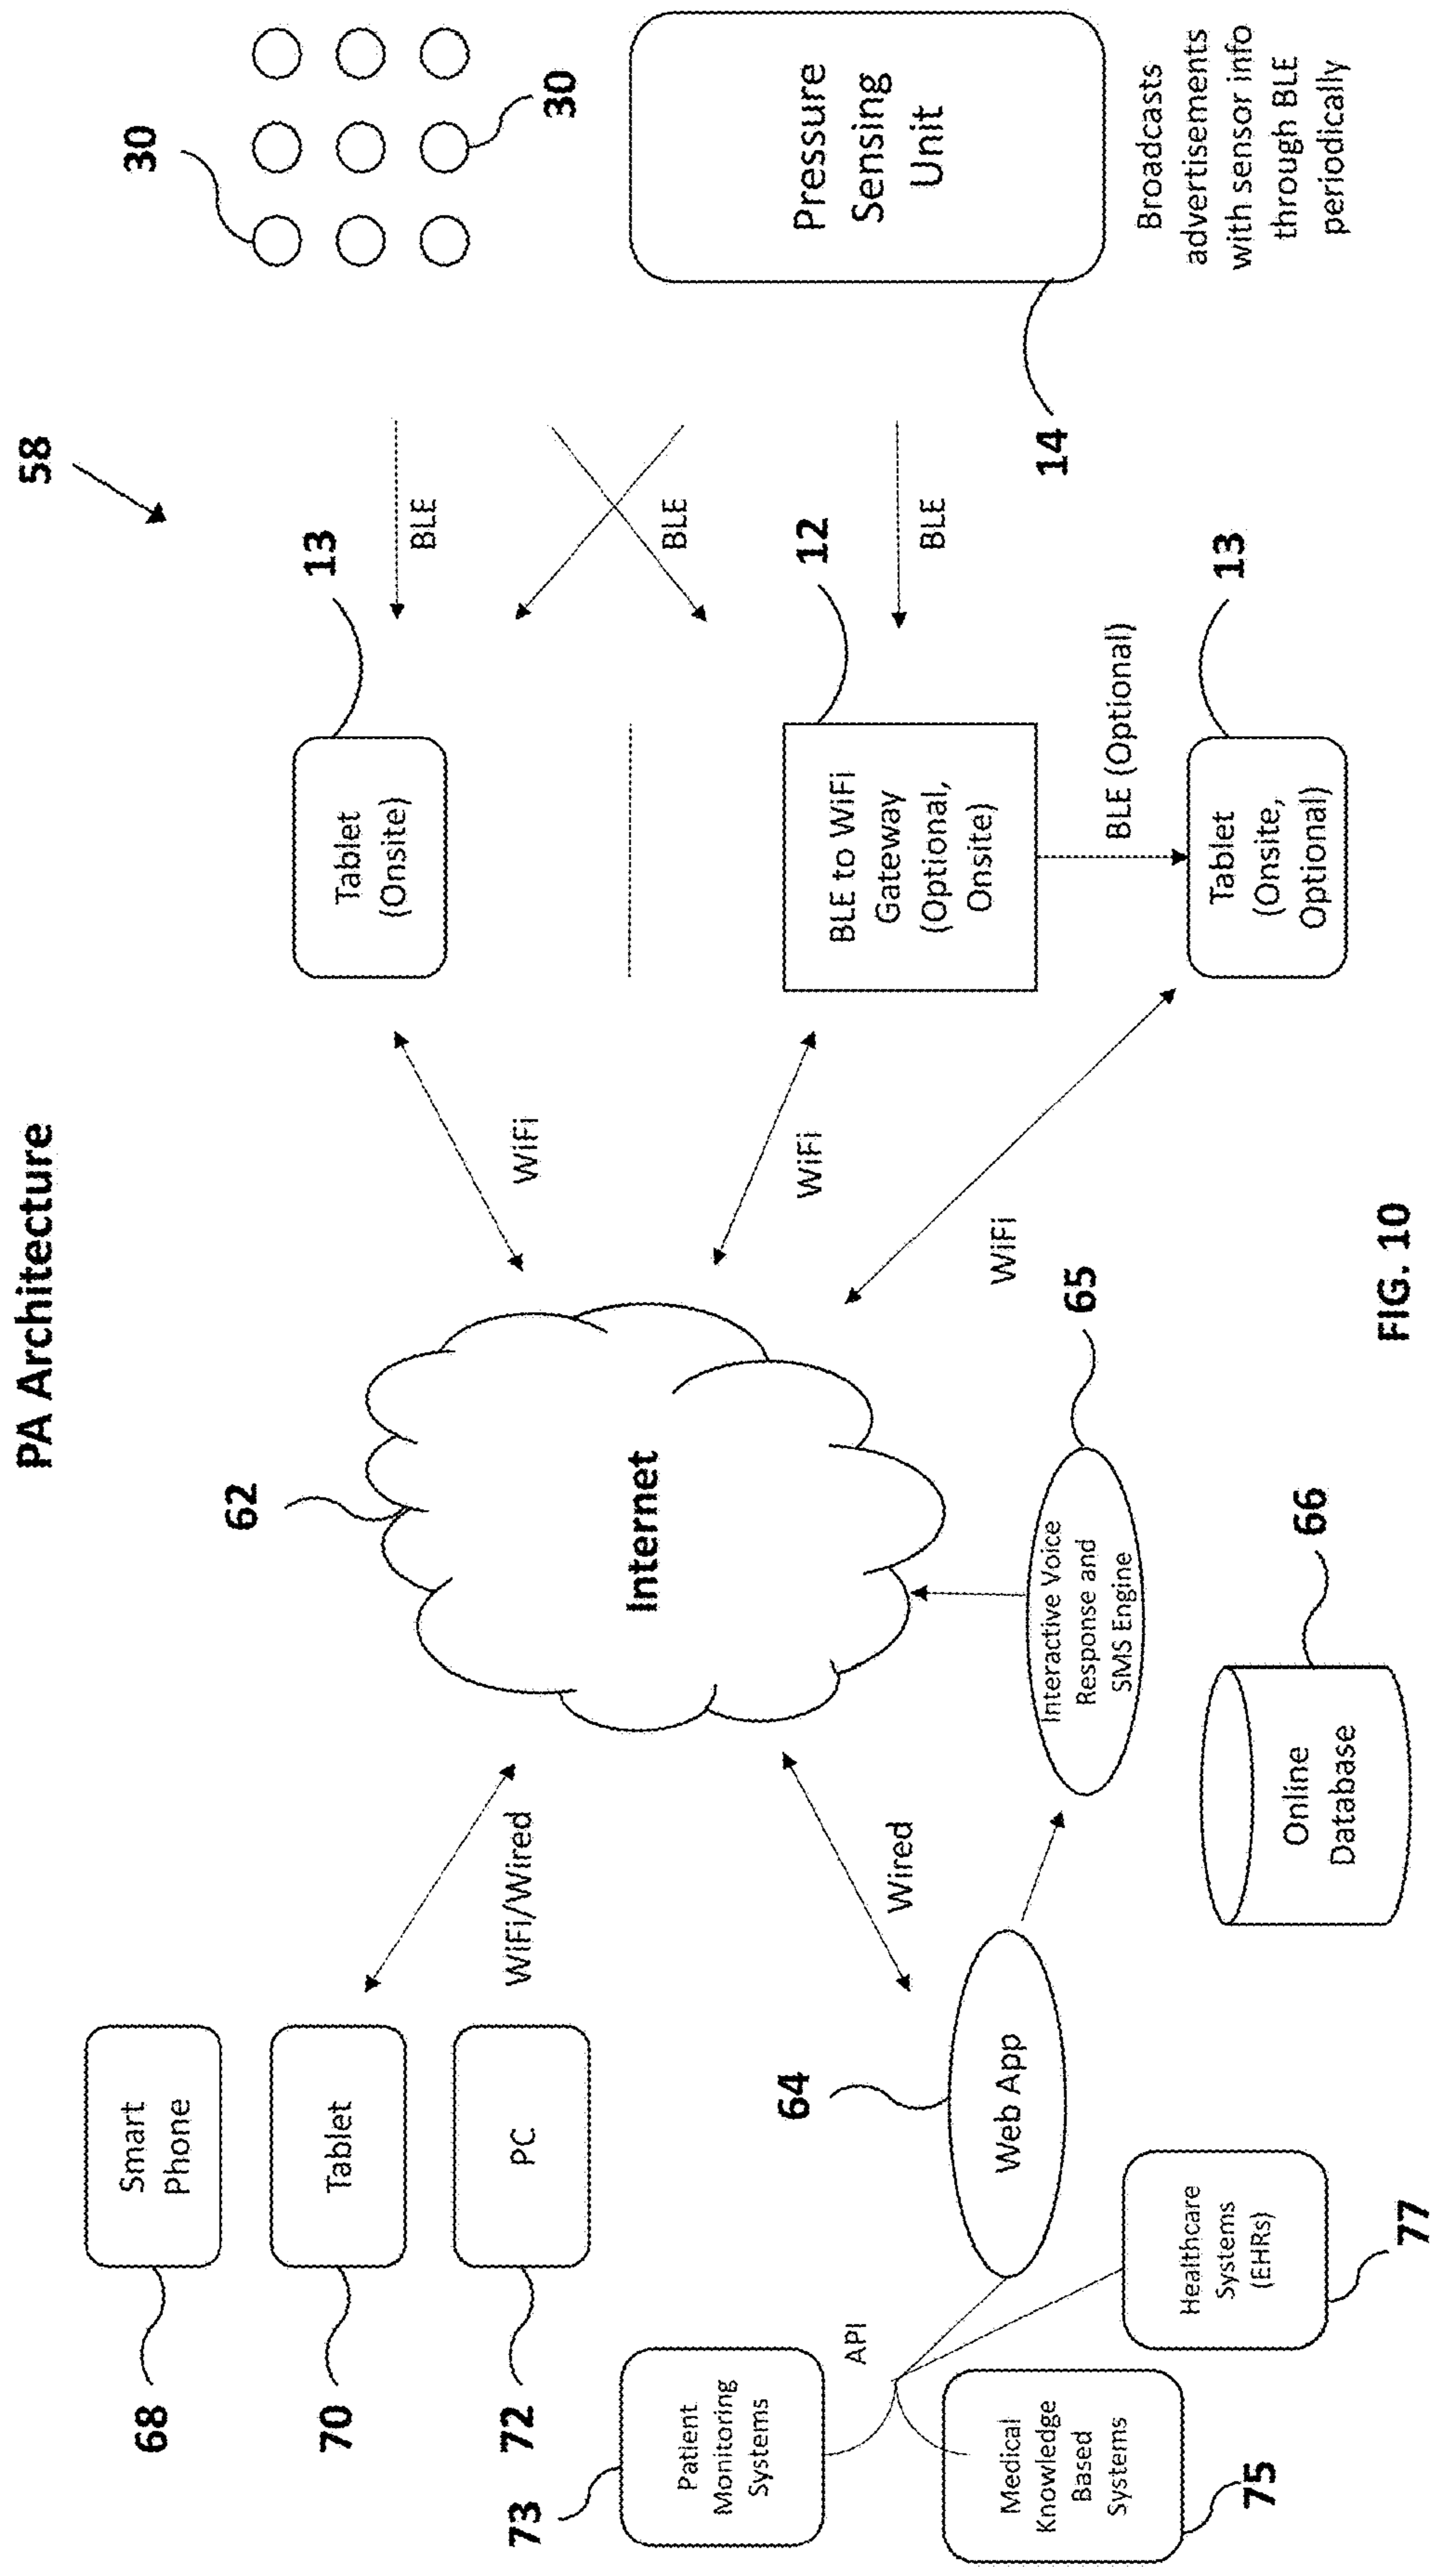 PA Architecture
58
68
Smart
Phone
70
Tablet
72
PC
WiFi/Wired
62
Internet
WiFi
13
Tablet
(Onsite)
BLE
30
30
BLE
73
Patient
Monitoring
Systems
API
64
Web App
Wired
WiFi
12
BLE to WiFi
Gateway
(Optional,
Onsite)
BLE
Pressure
Sensing
Unit
14
75
Medical
Knowledge
Based
Systems
77
Healthcare
Systems
(EHRs)
65
Interactive Voice
Response and
SMS Engine
66
Online
Database
WiFi
BLE (Optional)
13
Tablet
(Onsite,
Optional)
Broadcasts
advertisements
with sensor info
through BLE
periodically
FIG. 10